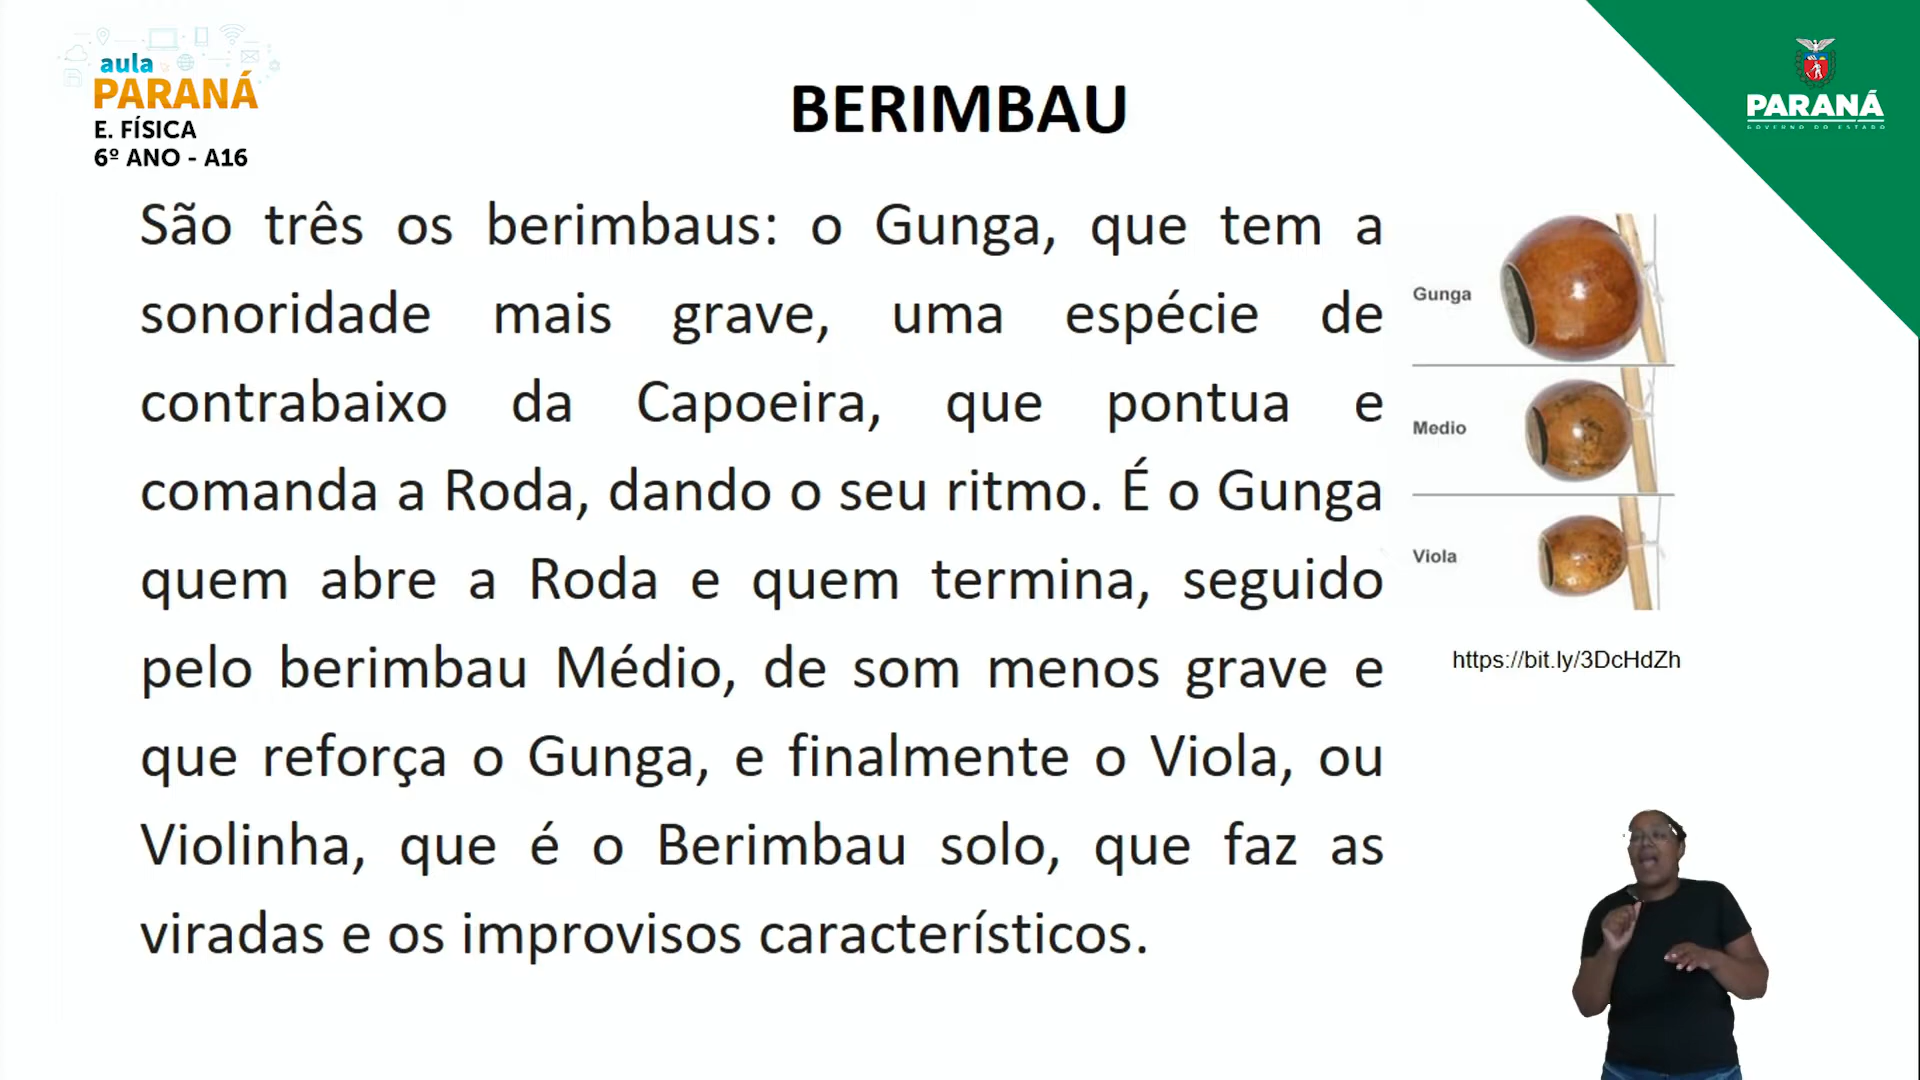 aula
PARANÁ
E. FÍSICA
6º ANO - A16
BERIMBAU
PARANÁ
GOVERNO DO ESTADO
São três os berimbaus: o Gunga, que tem a
sonoridade mais grave, uma espécie de
contrabaixo da Capoeira, que pontua e
comanda a Roda, dando o seu ritmo. É o Gunga
quem abre a Roda e quem termina, seguido
pelo berimbau Médio, de som menos grave e
que reforça o Gunga, e finalmente o Viola, ou
Violinha, que é o Berimbau solo, que faz as
viradas e os improvisos característicos.
Gunga
Medio
Viola
https://bit.ly/3DcHdZh